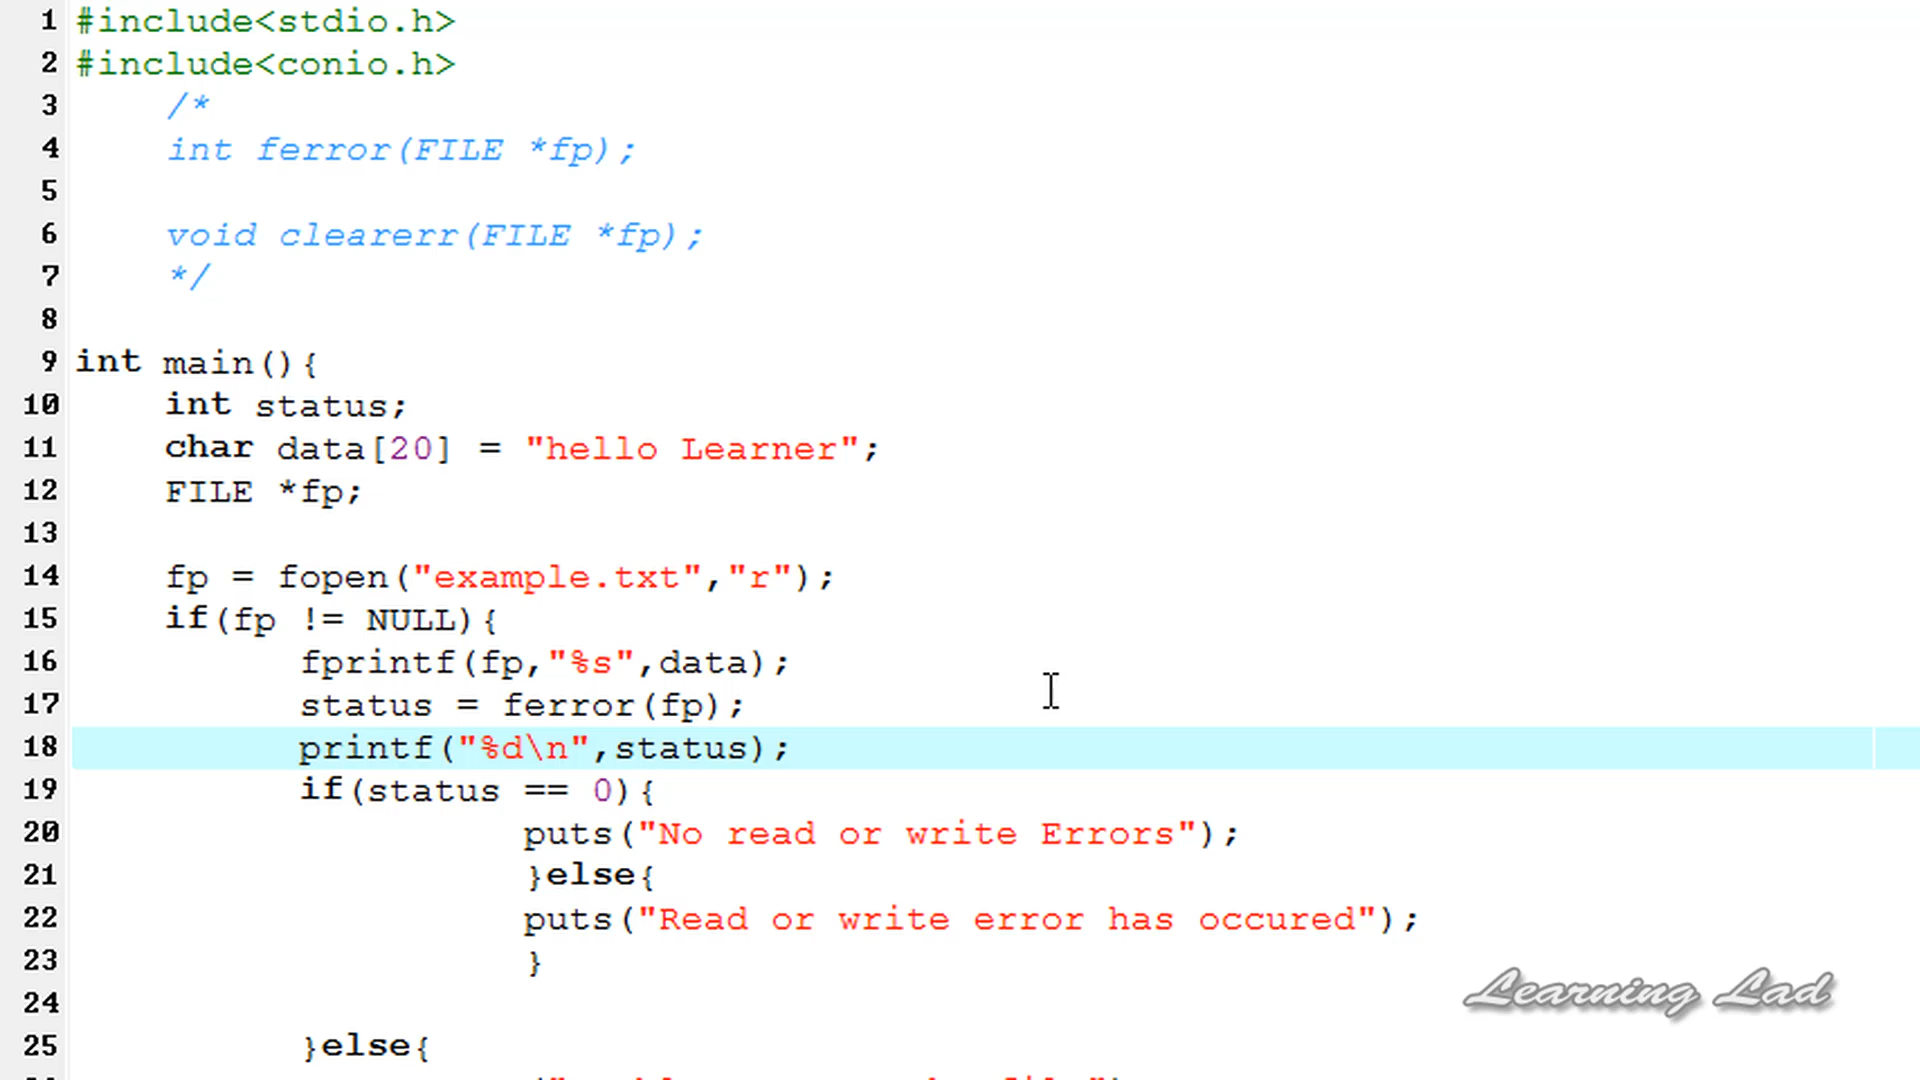 1 #include<stdio.h>
2 #include<conio.h>
3 /*
4 int ferror(FILE *fp);
5
6 void clearerr(FILE *fp);
7 */
8
9 int main(){
10 int status;
11 char data[20] = "hello Learner";
12 FILE *fp;
13
14 fp = fopen("example.txt","r");
15 if(fp != NULL){
16 fprintf(fp,"%s",data);
17 status = ferror(fp);
18 printf("%d\n",status);
19 if(status == 0){
20 puts("No read or write Errors");
21 }else{
22 puts("Read or write error has occured");
23 }
24
25 }else{
Learning Lad